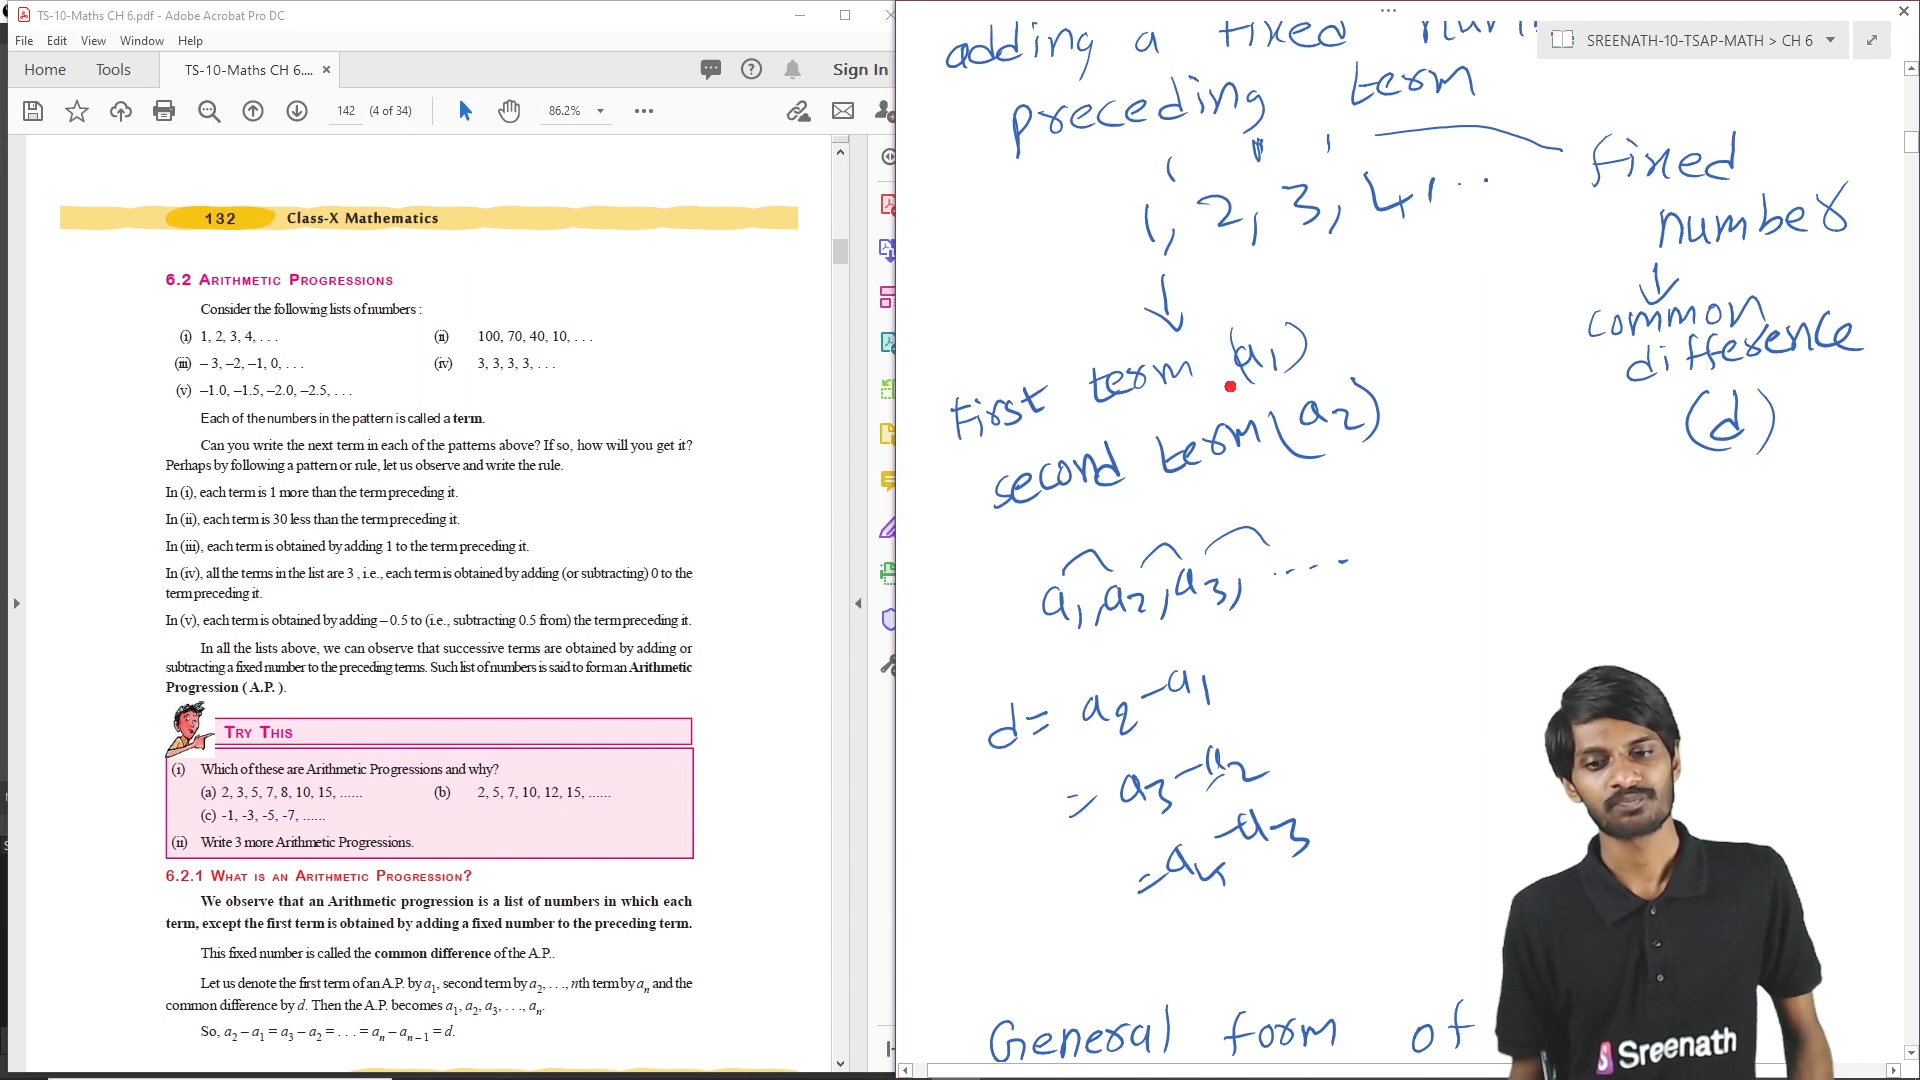 TS-10-Maths CH 6.pdf - Adobe Acrobat Pro DC
File Edit View Window Help
Home Tools TS-10-Maths CH 6.... × Sign In
142 (4 of 34) 86.2%
132 Class-X Mathematics
6.2 ARITHMETIC PROGRESSIONS
Consider the following lists of numbers :
(i) 1, 2, 3, 4, . . . (ii) 100, 70, 40, 10, . . .
(iii) – 3, –2, –1, 0, . . . (iv) 3, 3, 3, 3, . . .
(v) –1.0, –1.5, –2.0, –2.5, . . .
Each of the numbers in the pattern is called a term.
Can you write the next term in each of the patterns above? If so, how will you get it?
Perhaps by following a pattern or rule, let us observe and write the rule.
In (i), each term is 1 more than the term preceding it.
In (ii), each term is 30 less than the term preceding it.
In (iii), each term is obtained by adding 1 to the term preceding it.
In (iv), all the terms in the list are 3 , i.e., each term is obtained by adding (or subtracting) 0 to the
term preceding it.
In (v), each term is obtained by adding – 0.5 to (i.e., subtracting 0.5 from) the term preceding it.
In all the lists above, we can observe that successive terms are obtained by adding or
subtracting a fixed number to the preceding terms. Such list of numbers is said to form an Arithmetic
Progression ( A.P. ).
TRY THIS
(i) Which of these are Arithmetic Progressions and why?
(a) 2, 3, 5, 7, 8, 10, 15, ...... (b) 2, 5, 7, 10, 12, 15, ......
(c) -1, -3, -5, -7, ......
(ii) Write 3 more Arithmetic Progressions.
6.2.1 WHAT IS AN ARITHMETIC PROGRESSION?
We observe that an Arithmetic progression is a list of numbers in which each
term, except the first term is obtained by adding a fixed number to the preceding term.
This fixed number is called the common difference of the A.P..
Let us denote the first term of an A.P. by a1, second term by a2, . . ., nth term by an and the
common difference by d. Then the A.P. becomes a1, a2, a3, . . ., an.
So, a2 – a1 = a3 – a2 = . . . = an – an – 1 = d.
SREENATH-10-TSAP-MATH > CH 6
adding a fixed
preceding term
1, 2, 3, 4, ...
fixed
number
common
difference
(d)
First term (a1)
second term (a2)
a1, a2, a3, ....
d = a2 - a1
= a3 - a2
= a4 - a3
General form of
Sreenath